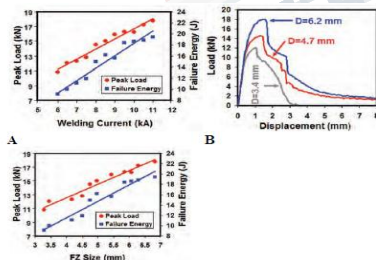 Peak Load (kN)
19 17 15 13 11 9 7
24 22 20 18 16 14 12 10 8
Failure Energy (J)
Peak Load
Failure Energy
5 6 7 8 9 10 11 12
Welding Current (kA)
A
Load (kN)
20 18 16 14 12 10 8 6 4 2 0
D=6.2 mm
D=4.7 mm
D=3.4 mm
0 1 2 3 4 5 6 7 8
Displacement (mm)
B
Peak Load (kN)
19 17 15 13 11 9 7
24 22 20 18 16 14 12 10 8
Failure Energy (J)
Peak Load
Failure Energy
3 3.5 4 4.5 5 5.5 6 6.5 7
FZ Size (mm)